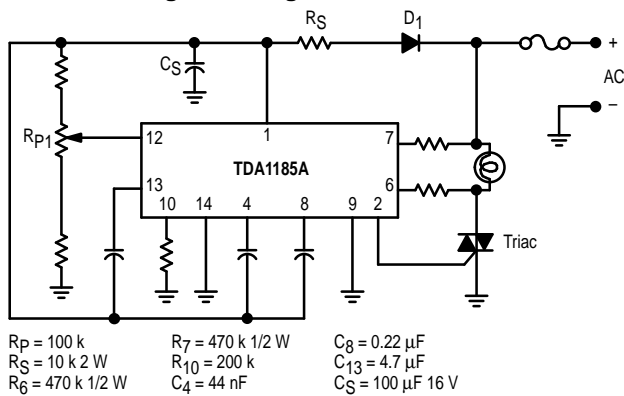 RS
D1
CS
+
AC
–
RP1
12
1
7
TDA1185A
13
6
10
14
4
8
9
2
Triac
RP = 100 k
R7 = 470 k 1/2 W
C8 = 0.22 µF
RS = 10 k 2 W
R10 = 200 k
C13 = 4.7 µF
R6 = 470 k 1/2 W
C4 = 44 nF
CS = 100 µF 16 V